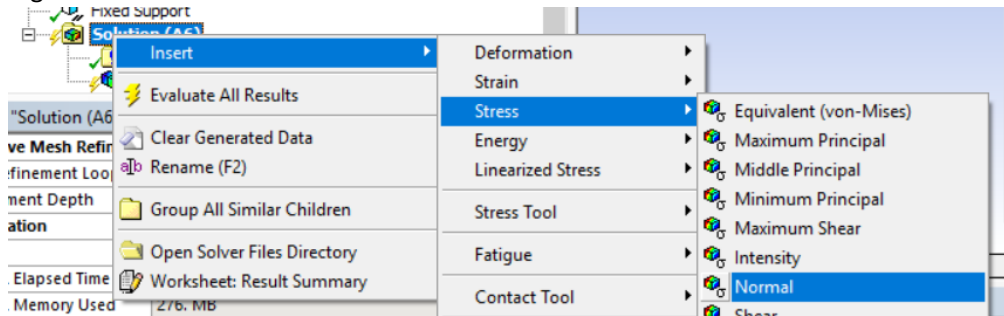 Fixed Support
Solution (A6)
Insert
Evaluate All Results
Clear Generated Data
Rename (F2)
Group All Similar Children
Open Solver Files Directory
Worksheet: Result Summary
"Solution (A6
ve Mesh Refin
efinement Loo
ment Depth
ation
Elapsed Time
Memory Used
276. MB
Deformation
Strain
Stress
Energy
Linearized Stress
Stress Tool
Fatigue
Contact Tool
Equivalent (von-Mises)
Maximum Principal
Middle Principal
Minimum Principal
Maximum Shear
Intensity
Normal
Shear